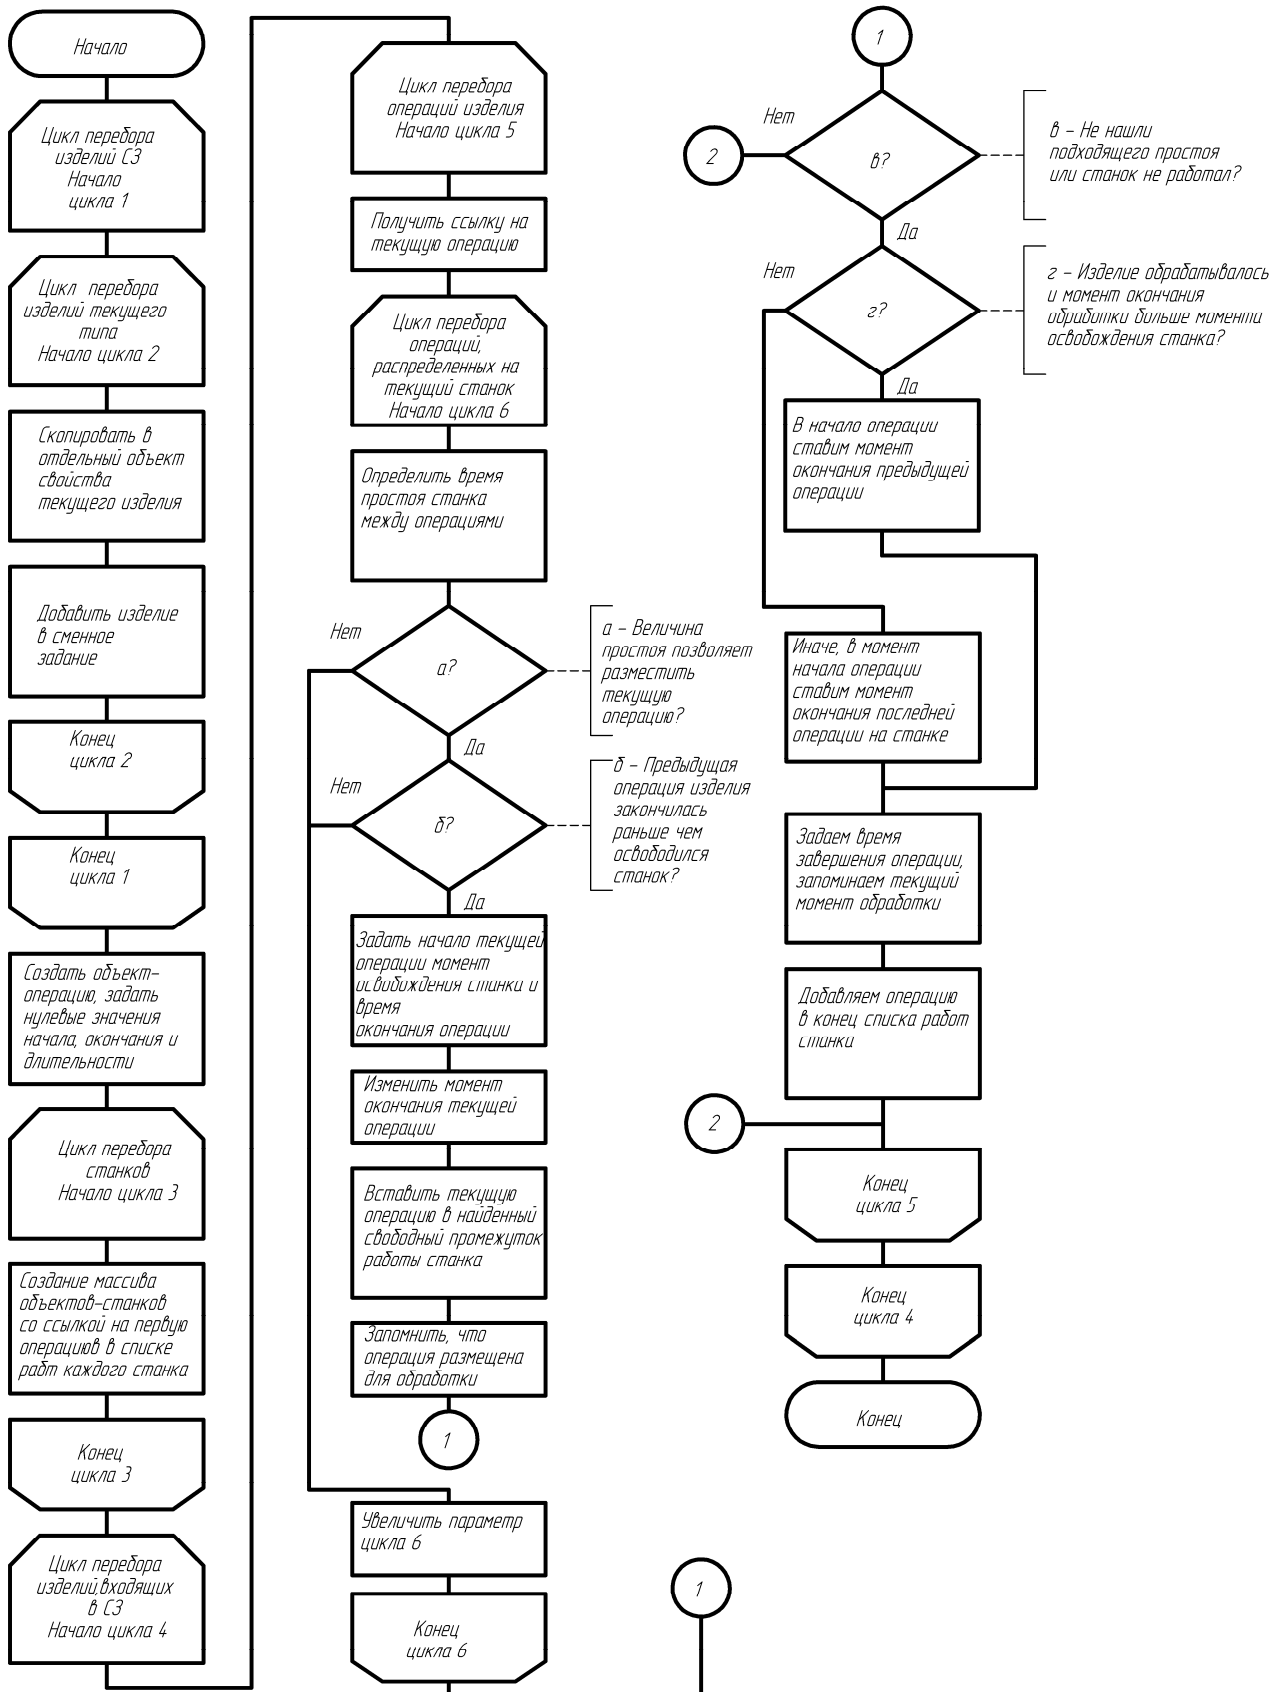 Начало
Цикл перебора
изделий СЗ
Начало
цикла 1
Цикл перебора
изделий текущего
типа
Начало цикла 2
Скопировать в
отдельный объект
свойства
текущего изделия
Добавить изделие
в сменное
задание
Конец
цикла 2
Конец
цикла 1
Создать объект-
операцию, задать
нулевые значения
начала, окончания и
длительности
Цикл перебора
станков
Начало цикла 3
Создание массива
объектов-станков
со ссылкой на первую
операциюв в списке
рабт каждого станка
Конец
цикла 3
Цикл перебора
изделий,входящих
в СЗ
Начало цикла 4
Цикл перебора
операций изделия
Начало цикла 5
Получить ссылку на
текущую операцию
Цикл перебора
операций,
распределенных на
текущий станок
Начало цикла 6
Определить время
простоя станка
между операциями
Нет
а?
а – Величина
простоя позволяет
разместить
текущую
операцию?
Да
Нет
б?
б – Предыдущая
операция изделия
закончилась
раньше чем
освободился
станок?
Да
Задать начало текущей
операции момент
освобождения станка и
время
окончания операции
Изменить момент
окончания текущей
операции
Вставить текущую
операцию в найденный
свободный промежуток
работы станка
Запомнить, что
операция размещена
для обработки
1
Увеличить параметр
цикла 6
Конец
цикла 6
1
1
Нет
2
в?
в – Не нашли
подходящего простоя
или станок не работал?
Да
Нет
г?
г – Изделие обрабатывалось
и момент окончания
обработки больше момента
освобождения станка?
Да
В начало операции
ставим момент
окончания предыдущей
операции
Иначе, в момент
начала операции
ставим момент
окончания последней
операции на станке
Задаем время
завершения операции,
запоминаем текущий
момент обработки
Добавляем операцию
в конец списка работ
станка
2
Конец
цикла 5
Конец
цикла 4
Конец